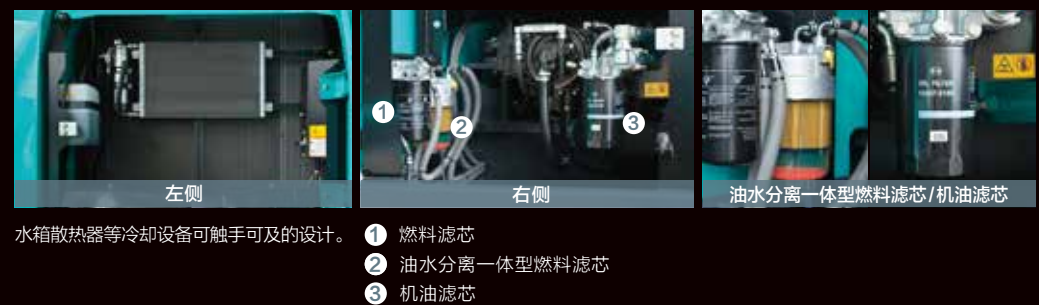 ①
②
③
左侧
右侧
油水分离一体型燃料滤芯/机油滤芯
水箱散热器等冷却设备可触手可及的设计。
① 燃料滤芯
② 油水分离一体型燃料滤芯
③ 机油滤芯